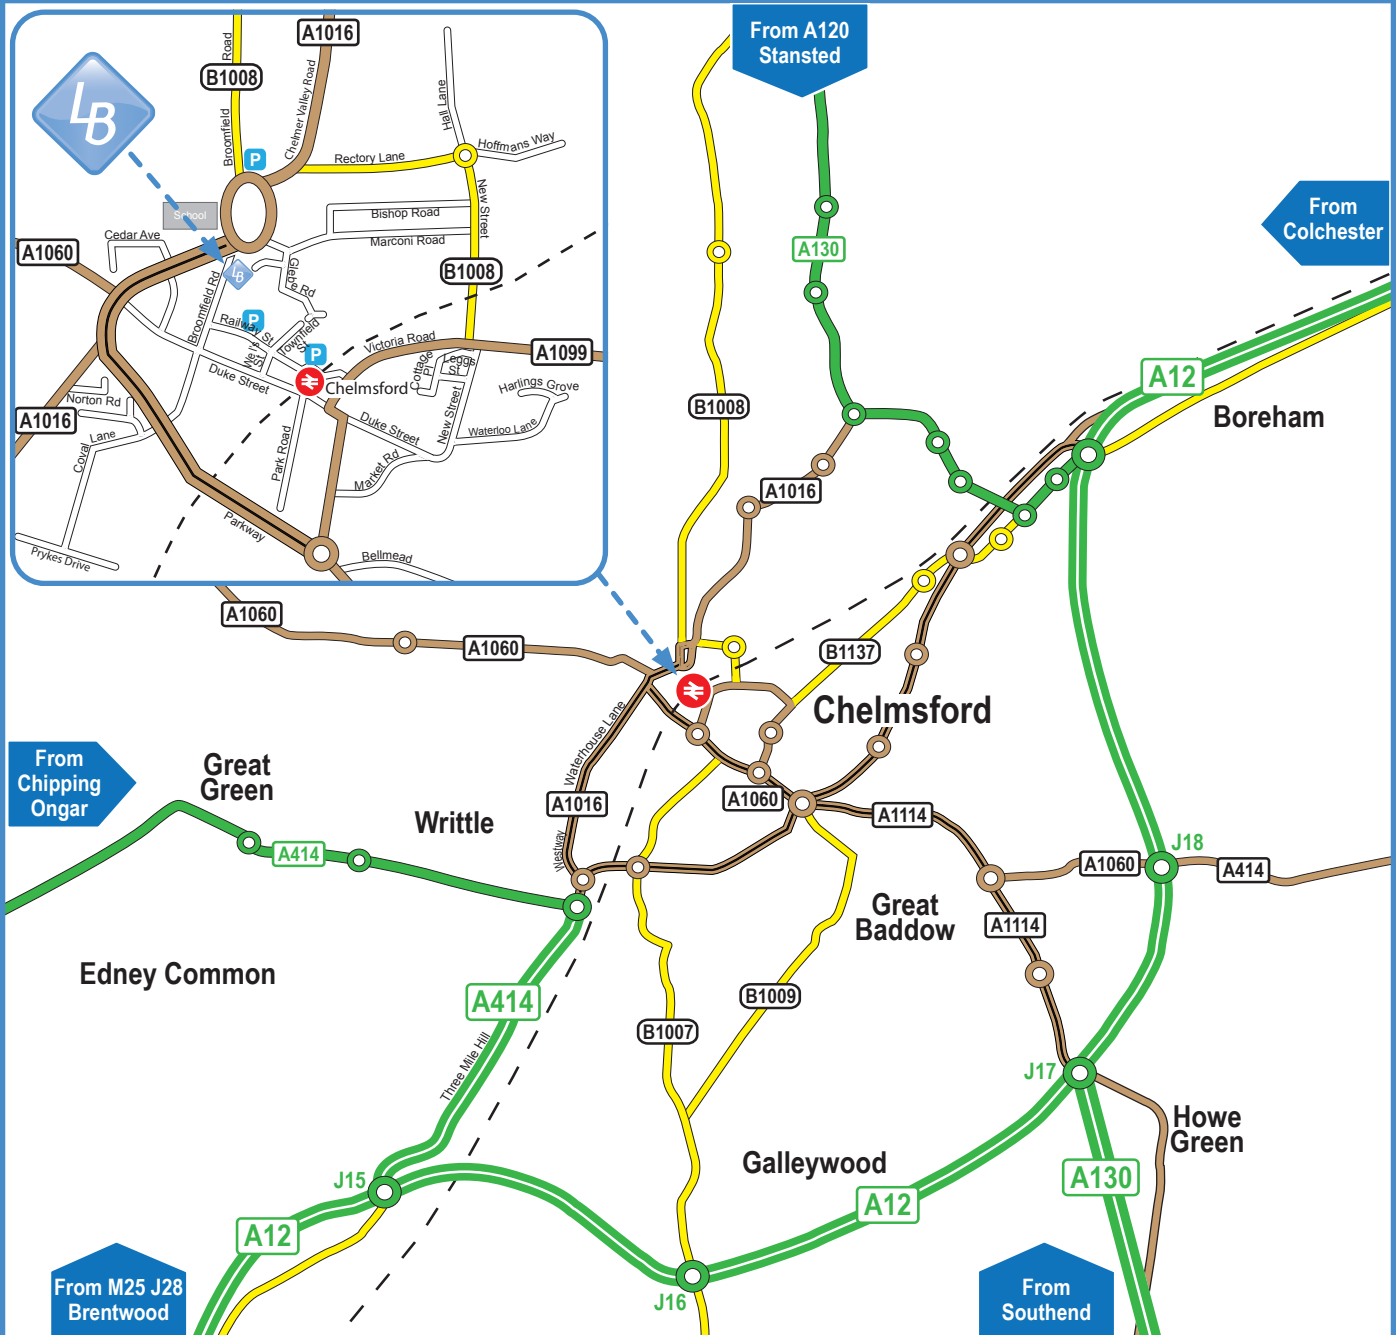 A1016
B1008
Broomfield
Road
Chelmer Valley Road
Hall Lane
Hoffmans Way
Rectory Lane
New Street
P
LB
School
Bishop Road
Marconi Road
Cedar Ave
A1060
B1008
LB
Glebe Rd
Broomfield Rd
P
Railway St
Townfield
St
Wells
St
P
Victoria Road
A1099
Cottage
Pl
Leggs
St
Duke Street
Chelmsford
Harlings Grove
Norton Rd
A1016
Coval
Lane
Duke Street
New Street
Waterloo Lane
Park Road
Market Rd
Parkway
Prykes Drive
Bellmead
From A120
Stansted
A130
From
Colchester
A12
Boreham
B1008
A1016
A1060
A1060
B1137
Chelmsford
Waterhouse Lane
From
Chipping
Ongar
Great
Green
Writtle
A1016
A1060
A1114
Westway
A414
J18
A1060
A414
Great
Baddow
A1114
Edney Common
A414
B1009
B1007
Three Mile Hill
J17
Howe
Green
Galleywood
A130
J15
A12
A12
From M25 J28
Brentwood
J16
From
Southend